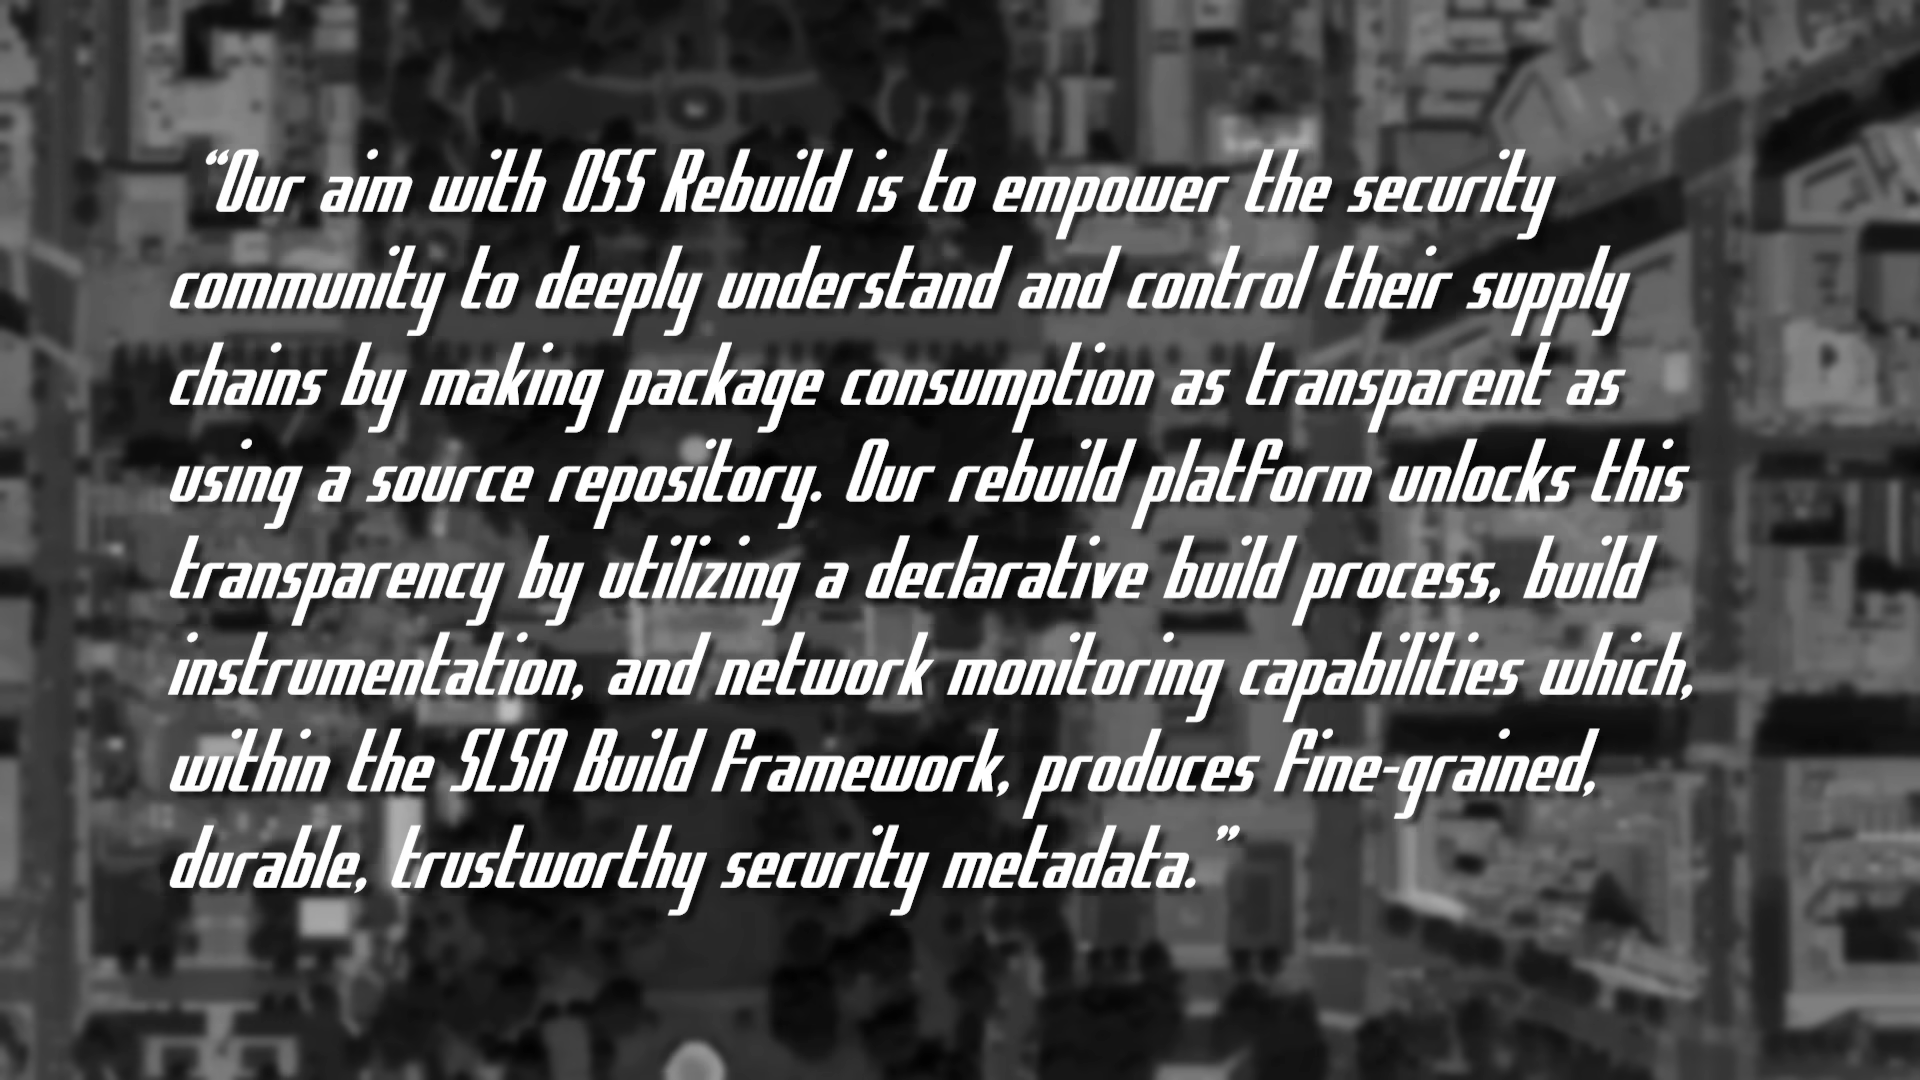 “Our aim with OSS Rebuild is to empower the security
community to deeply understand and control their supply
chains by making package consumption as transparent as
using a source repository. Our rebuild platform unlocks this
transparency by utilizing a declarative build process, build
instrumentation, and network monitoring capabilities which,
within the SLSA Build framework, produces fine-grained,
durable, trustworthy security metadata.”